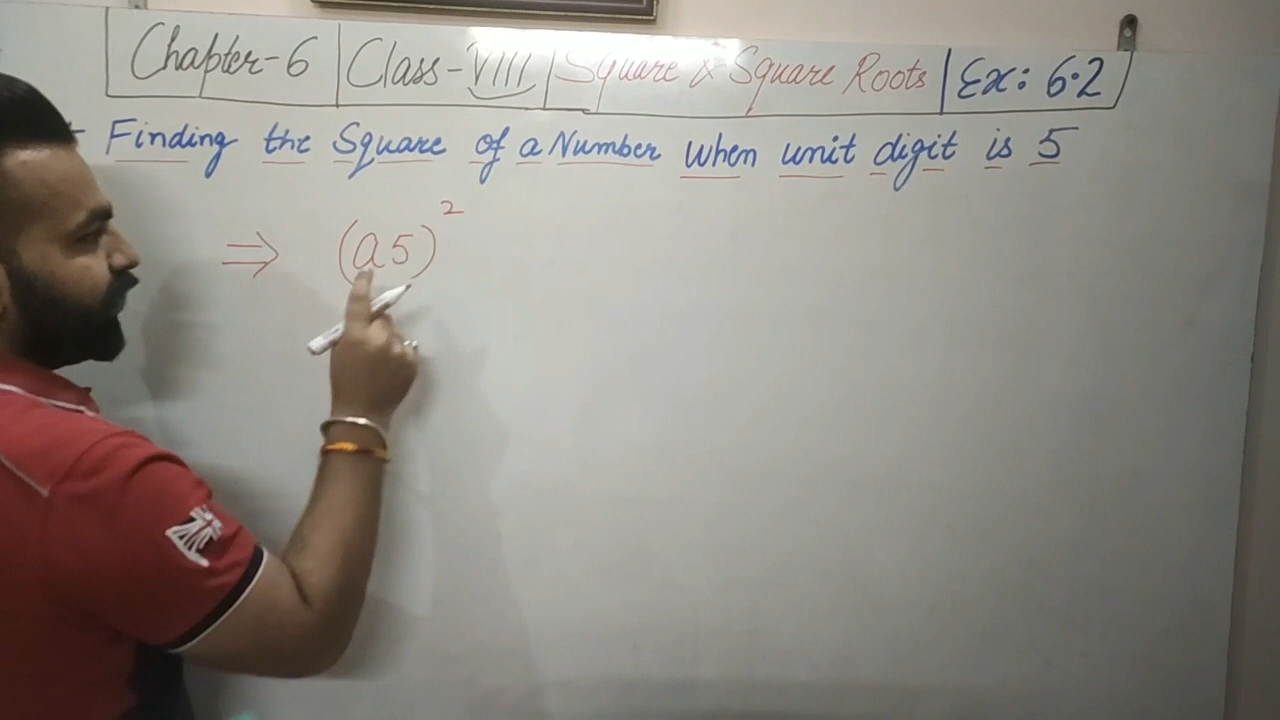 Chapter-6 Class-VIII Square & Square Roots Ex: 6.2
Finding the Square of a Number when unit digit is 5
⇒ (a5)²